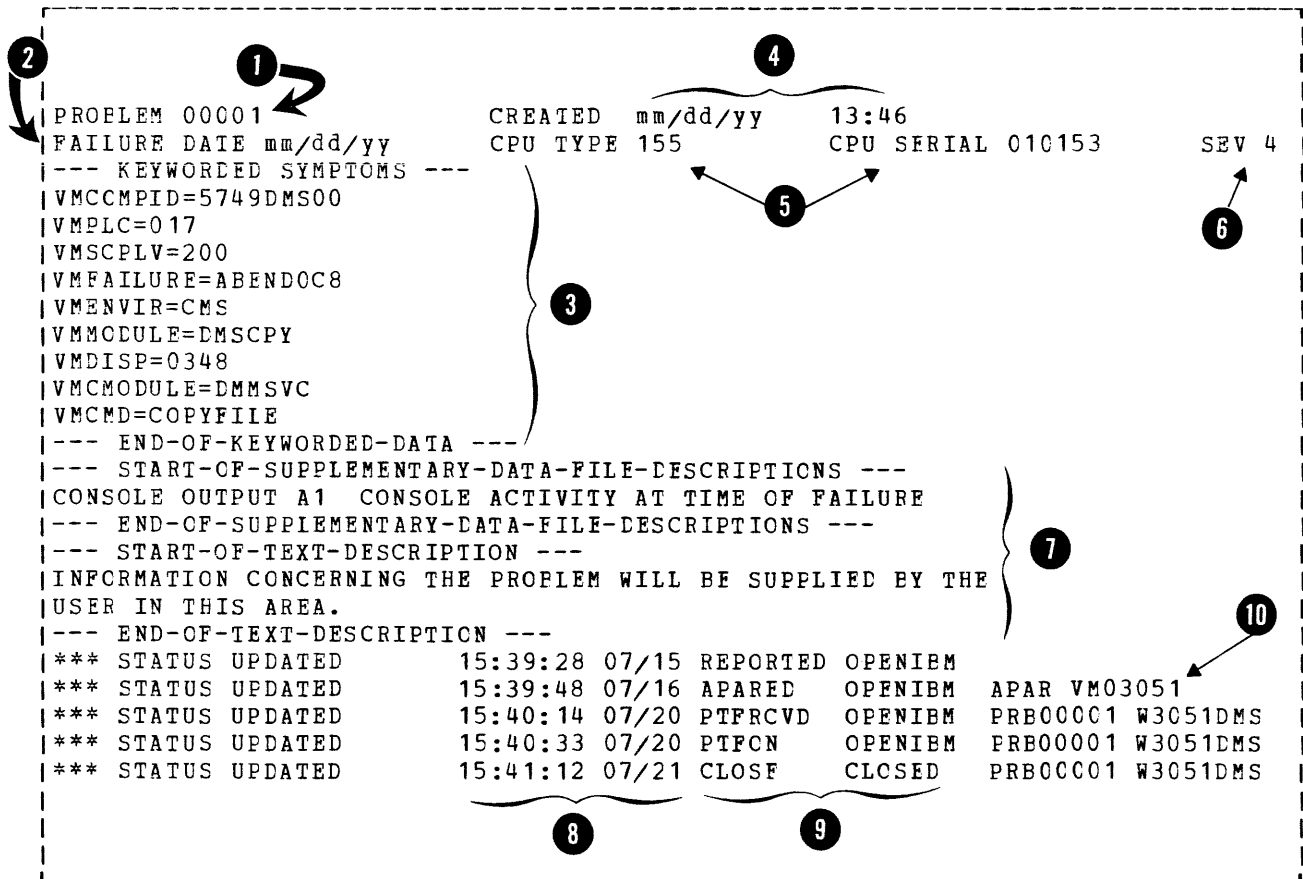 2 1 4
PROBLEM 00001 CREATED mm/dd/yy 13:46
FAILURE DATE mm/dd/yy CPU TYPE 155 CPU SERIAL 010153 SEV 4
--- KEYWORDED SYMPTOMS ---
VMCCMPID=5749DMS00
5
VMPLC=017
6
VMSCPLV=200
VMFAILURE=ABEND0C8
VMENVIR=CMS
3
VMMODULE=DMSCPY
VMDISP=0348
VMCMODULE=DMMSVC
VMCMD=COPYFILE
--- END-OF-KEYWORDED-DATA ---
--- START-OF-SUPPLEMENTARY-DATA-FILE-DESCRIPTIONS ---
CONSOLE OUTPUT A1 CONSOLE ACTIVITY AT TIME OF FAILURE
--- END-OF-SUPPLEMENTARY-DATA-FILE-DESCRIPTIONS ---
7
--- START-OF-TEXT-DESCRIPTION ---
INFORMATION CONCERNING THE PROBLEM WILL BE SUPPLIED BY THE
USER IN THIS AREA.
10
--- END-OF-TEXT-DESCRIPTION ---
*** STATUS UPDATED 15:39:28 07/15 REPORTED OPENIBM
*** STATUS UPDATED 15:39:48 07/16 APARED OPENIBM APAR VM03051
*** STATUS UPDATED 15:40:14 07/20 PTFRCVD OPENIBM PRB00001 W3051DMS
*** STATUS UPDATED 15:40:33 07/20 PTFCN OPENIBM PRB00001 W3051DMS
*** STATUS UPDATED 15:41:12 07/21 CLOSE CLOSED PRB00001 W3051DMS
8 9